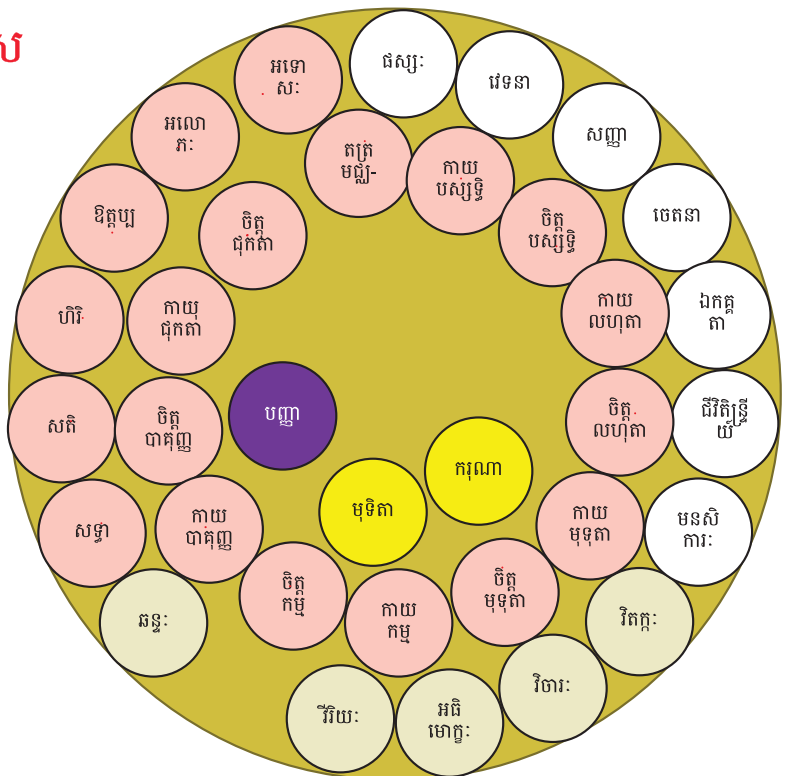 ស
ផស្សៈ
វេទនា
សញ្ញា
ចេតនា
ឯកគ្គ
តា
ជីវិតិន្ទ្រី
យ៍
មនសិ
ការៈ
វិតក្កៈ
វិចារៈ
អធិ
មោក្ខៈ
វីរិយៈ
ឆន្ទៈ
សទ្ធា
សតិ
ហិរិ
ឱត្តប្ប
អលោ
ភៈ
អទោ
សៈ
តត្រ
មជ្ឈ-
កាយ
បស្សទ្ធិ
ចិត្ត
បស្សទ្ធិ
កាយ
លហុតា
ចិត្ត
លហុតា
កាយ
មុទុតា
ចិត្ត
មុទុតា
កាយ
កម្ម
ចិត្ត
កម្ម
កាយ
បាគុញ្ញ
ចិត្ត
បាគុញ្ញ
កាយុ
ជុកតា
ចិត្ត
ជុកតា
បញ្ញា
មុទិតា
ករុណា